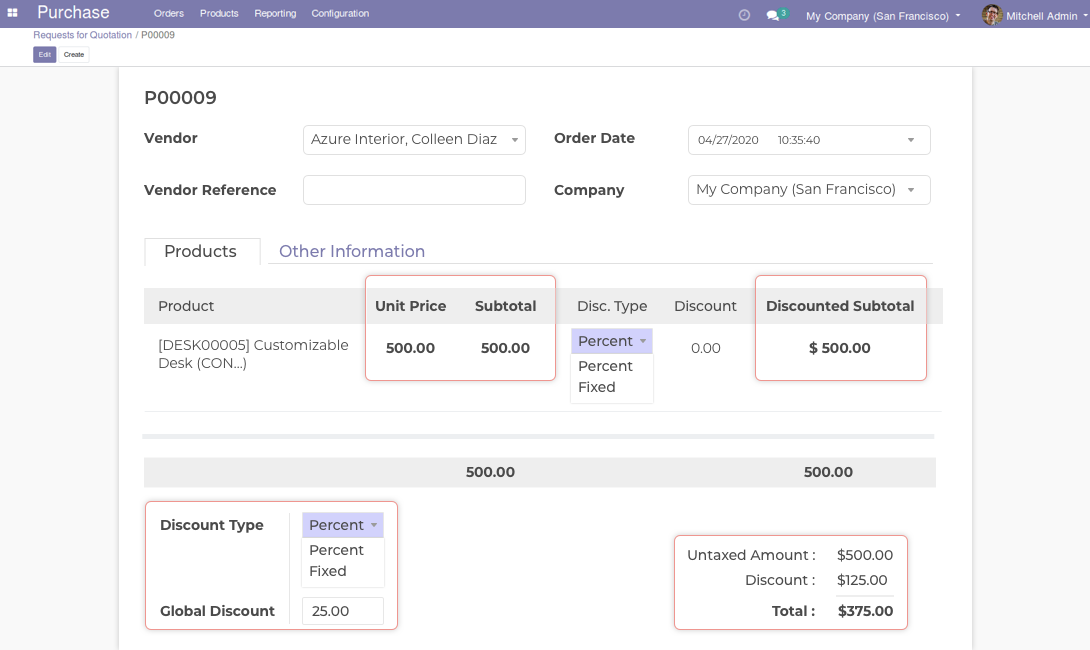 Purchase Orders Products Reporting Configuration 3 My Company (San Francisco) Mitchell Admin
Requests for Quotation / P00009
Edit Create
P00009
Vendor Azure Interior, Colleen Diaz Order Date 04/27/2020 10:35:40
Vendor Reference Company My Company (San Francisco)
Products Other Information
Product Unit Price Subtotal Disc. Type Discount Discounted Subtotal
[DESK00005] Customizable
Desk (CON...) 500.00 500.00 Percent 0.00 $ 500.00
Percent
Fixed
500.00 500.00
Discount Type Percent
Percent
Fixed
Global Discount 25.00
Untaxed Amount : $500.00
Discount : $125.00
Total : $375.00